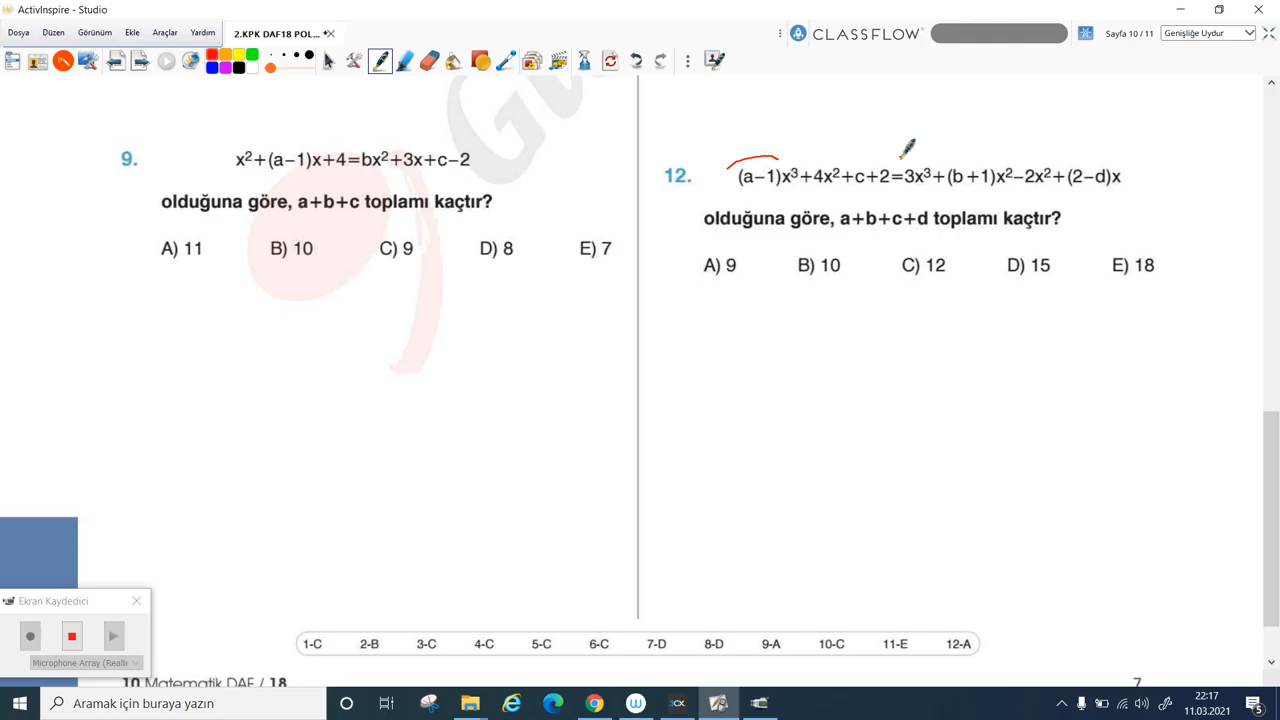 ActivInspire - Studio
Dosya Düzen Görünüm Ekle Araçlar Yardım
2.KPK DAF18 POL... *
CLASSFLOW
Sayfa 10 / 11
Genişliğe Uydur
9.
x²+(a−1)x+4=bx²+3x+c−2
olduğuna göre, a+b+c toplamı kaçtır?
A) 11 B) 10 C) 9 D) 8 E) 7
12.
(a−1)x³+4x²+c+2=3x³+(b+1)x²−2x²+(2−d)x
olduğuna göre, a+b+c+d toplamı kaçtır?
A) 9 B) 10 C) 12 D) 15 E) 18
Ekran Kaydedici
Microphone Array (Realte
1-C 2-B 3-C 4-C 5-C 6-C 7-D 8-D 9-A 10-C 11-E 12-A
10 Matematik DAF / 18
7
Aramak için buraya yazın
22:17
11.03.2021
5